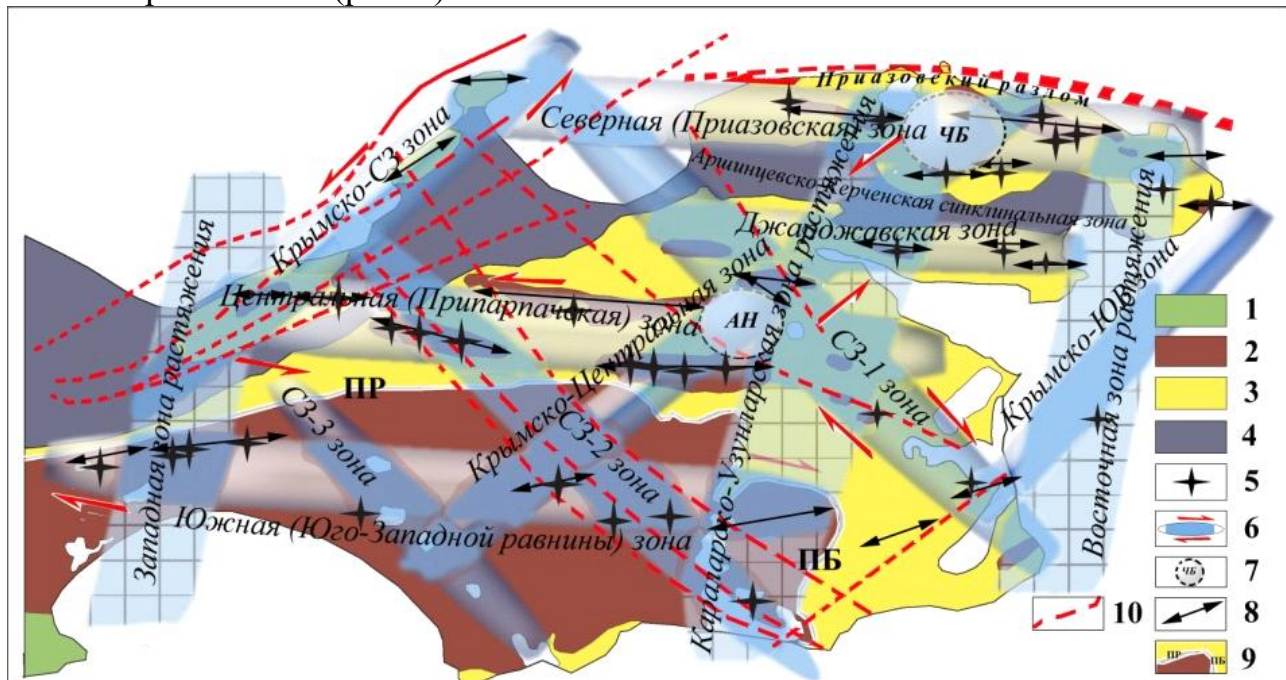 Приазовский разлом
Северная (Приазовская) зона
ЧБ
Крымско-СЗ зона
Аршинцевско-Керченская синклинальная зона
Джарджавская зона
Западная зона растяжения
Центральная (Припарпачская) зона
АН
Крымско-Центральная зона
Караларско-Узунларская зона растяжения
СЗ-1 зона
Крымско-ЮВ зона
Восточная зона растяжения
ПР
СЗ-3 зона
СЗ-2 зона
Южная (Юго-Западной равнины) зона
ПБ
1
2
3
4
5
6
ЧБ
7
10
8
ПР
ПБ
9